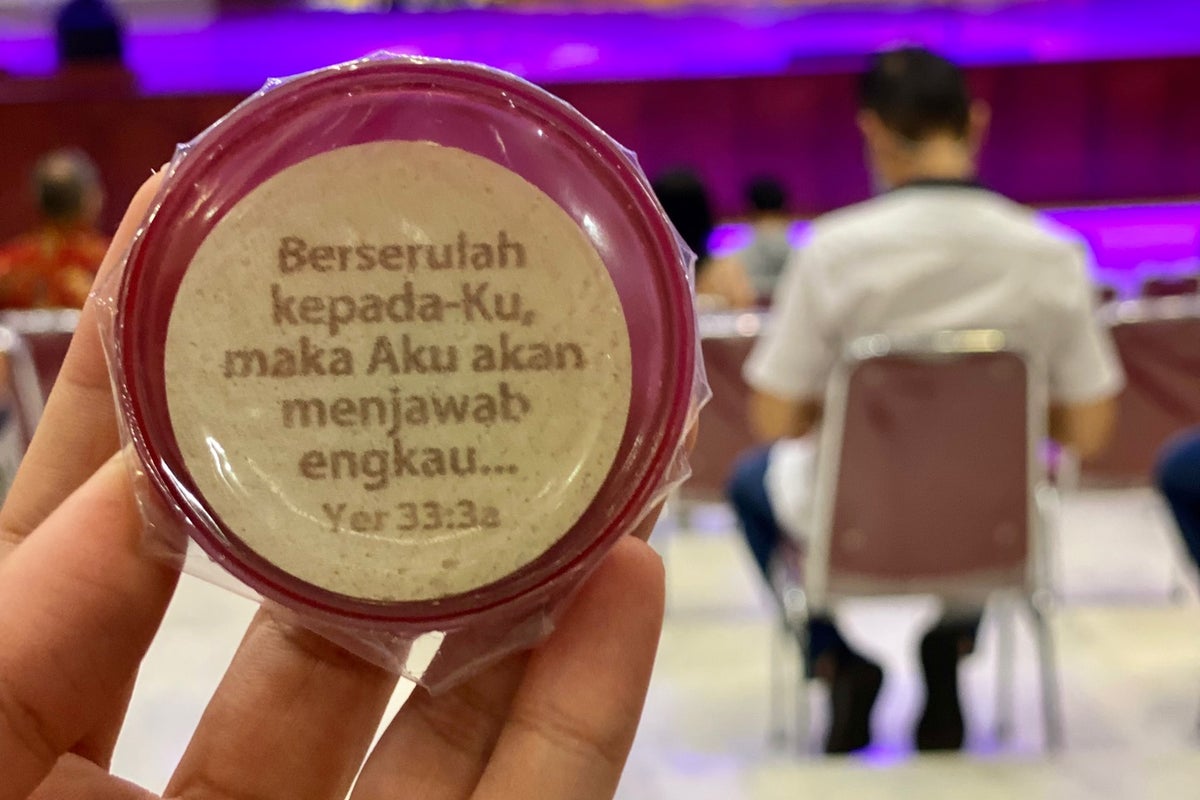 Berserulah
kepada-Ku,
maka Aku akan
menjawab
engkau...
Yer 33:3a